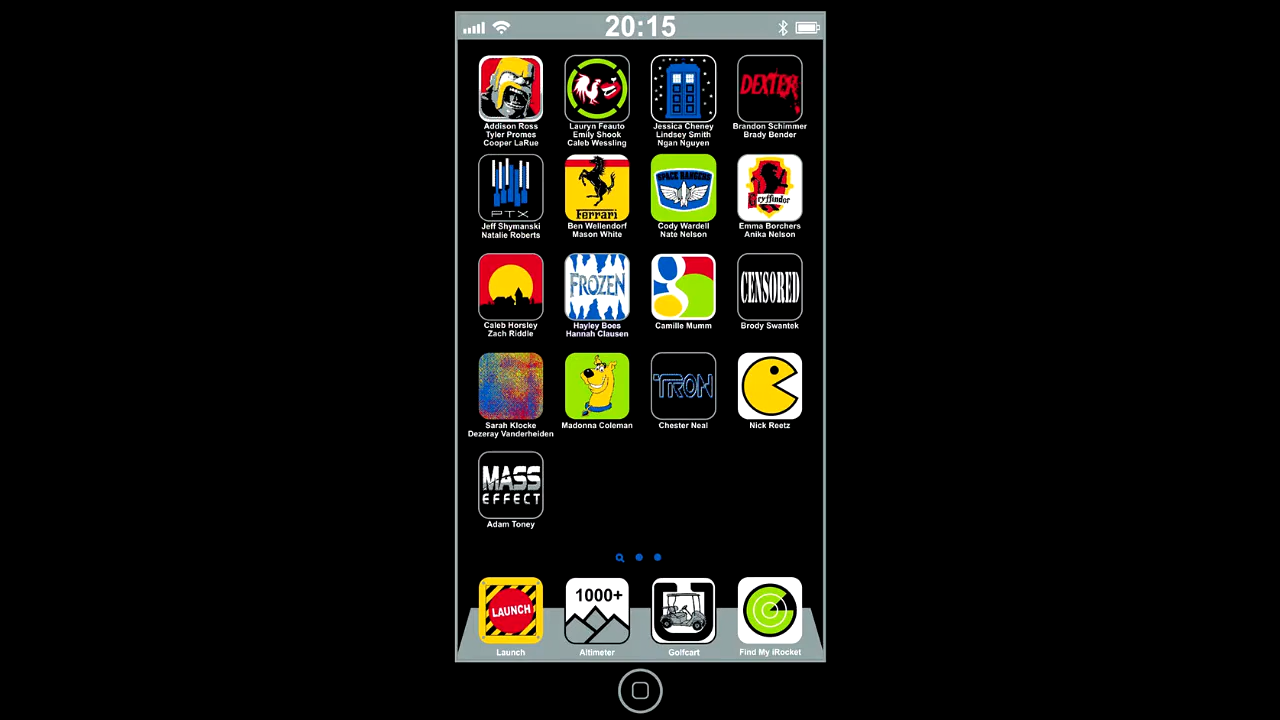 20:15
Addison Ross
Tyler Promes
Cooper LaRue
Lauryn Feauto
Emily Shook
Caleb Wessling
Jessica Cheney
Lindsey Smith
Ngan Nguyen
DEXTER
Brandon Schimmer
Brady Bender
PTX
Jeff Shymanski
Natalie Roberts
Ferrari
Ben Wellendorf
Mason White
SPACE RANGERS
Cody Wardell
Nate Nelson
Gryffindor
Emma Borchers
Anika Nelson
Caleb Horsley
Zach Riddle
FROZEN
Hayley Boes
Hannah Clausen
g
Camille Mumm
CENSORED
Brody Swantek
Sarah Klocke
Dezeray Vanderheiden
Madonna Coleman
TRON
Chester Neal
Nick Reetz
MASS
EFFECT
Adam Toney
LAUNCH
Launch
1000+
Altimeter
Golfcart
Find My iRocket